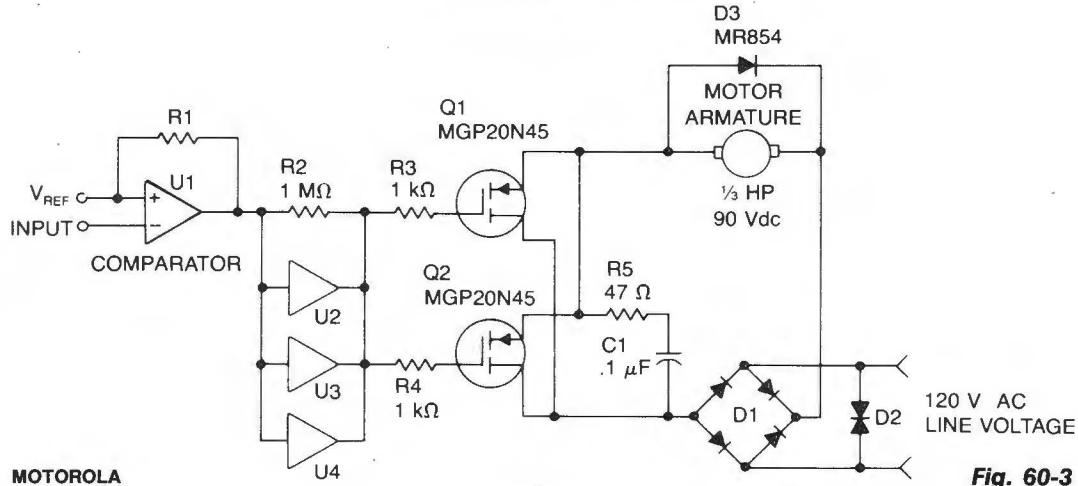 D3
MR854
MOTOR
ARMATURE
1/3 HP
90 Vdc
Q1
MGP20N45
R1
R2
1 MΩ
R3
1 kΩ
V_REF
+
U1
INPUT
−
COMPARATOR
U2
U3
U4
Q2
MGP20N45
R4
1 kΩ
R5
47 Ω
C1
.1 μF
D1
D2
120 V AC
LINE VOLTAGE
MOTOROLA
Fig. 60-3